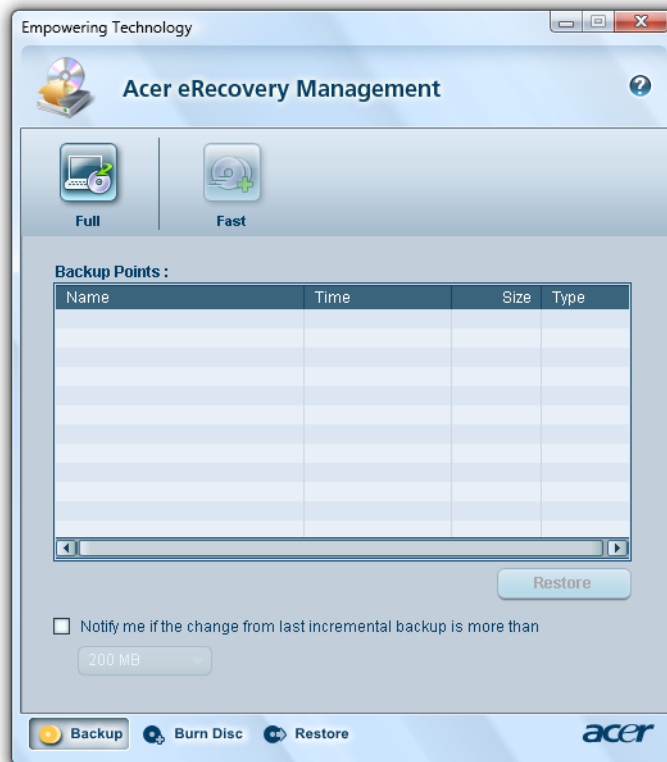 Empowering Technology
Acer eRecovery Management
?
Full
Fast
Backup Points :
Name Time Size Type
Restore
Notify me if the change from last incremental backup is more than
200 MB
Backup Burn Disc Restore
acer